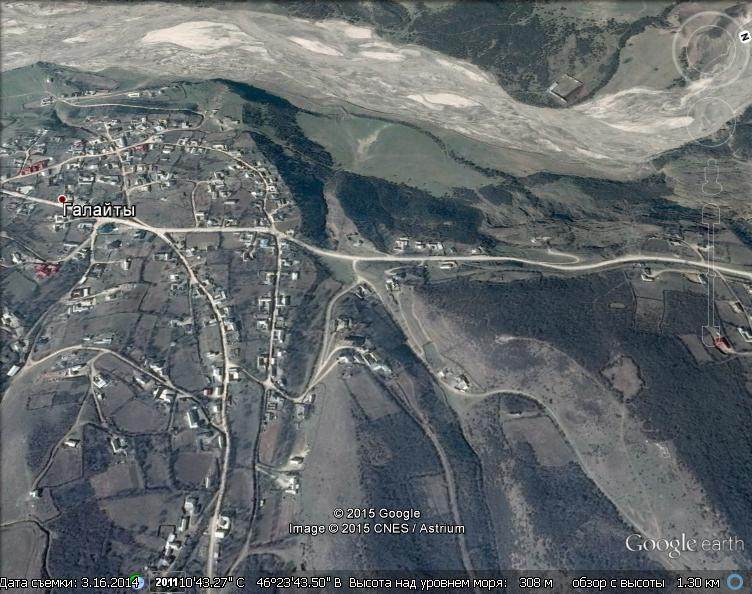 N
Галайты
© 2015 Google
Image © 2015 CNES / Astrium
Google earth
Дата съемки: 3.16.2014 2011 10'43.27" С 46°23'43.50" В Высота над уровнем моря: 308 м обзор с высоты 1.30 км